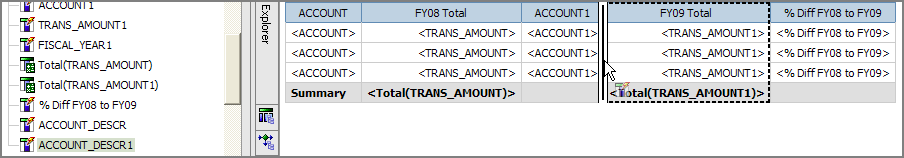 ACCOUNT1
TRANS_AMOUNT1
FISCAL_YEAR1
Total(TRANS_AMOUNT)
Total(TRANS_AMOUNT1)
% Diff FY08 to FY09
ACCOUNT_DESCR
ACCOUNT_DESCR1
Explorer
ACCOUNT FY08 Total ACCOUNT1 FY09 Total % Diff FY08 to FY09
<ACCOUNT> <TRANS_AMOUNT> <ACCOUNT1> <TRANS_AMOUNT1> <% Diff FY08 to FY09>
<ACCOUNT> <TRANS_AMOUNT> <ACCOUNT1> <TRANS_AMOUNT1> <% Diff FY08 to FY09>
<ACCOUNT> <TRANS_AMOUNT> <ACCOUNT1> <TRANS_AMOUNT1> <% Diff FY08 to FY09>
Summary <Total(TRANS_AMOUNT)> <Total(TRANS_AMOUNT1)>